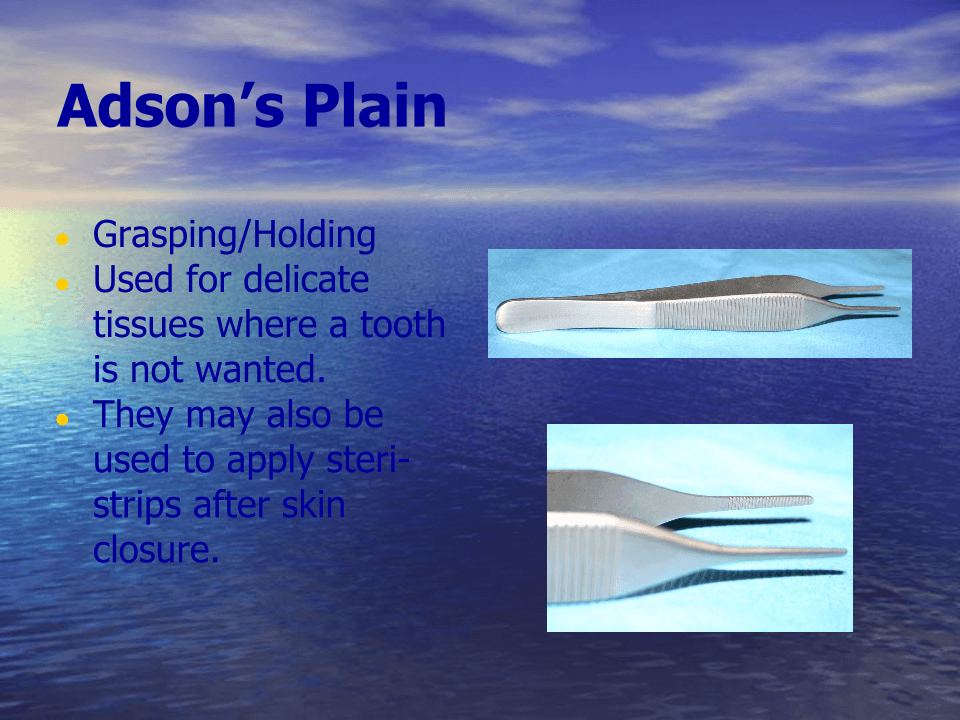 Adson’s Plain
Grasping/Holding
Used for delicate
tissues where a tooth
is not wanted.
They may also be
used to apply steri-
strips after skin
closure.